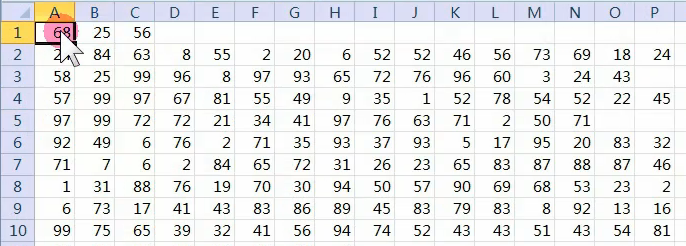 A B C D E F G H I J K L M N O P
1 68 25 56
2 84 63 8 55 2 20 6 52 52 46 56 73 69 18 24
3 58 25 99 96 8 97 93 65 72 76 96 60 3 24 43
4 57 99 97 67 81 55 49 9 35 1 52 78 54 52 22 45
5 97 99 72 72 21 34 41 97 76 63 71 2 50 71
6 92 49 6 76 2 71 35 93 37 93 5 17 95 20 83 32
7 71 7 6 2 84 65 72 31 26 23 65 83 87 88 87 46
8 1 31 88 76 19 70 30 94 50 57 90 69 68 53 23 2
9 6 73 17 41 43 83 86 89 45 83 79 83 8 92 13 16
10 99 75 65 39 32 41 56 94 74 52 43 43 51 43 54 81